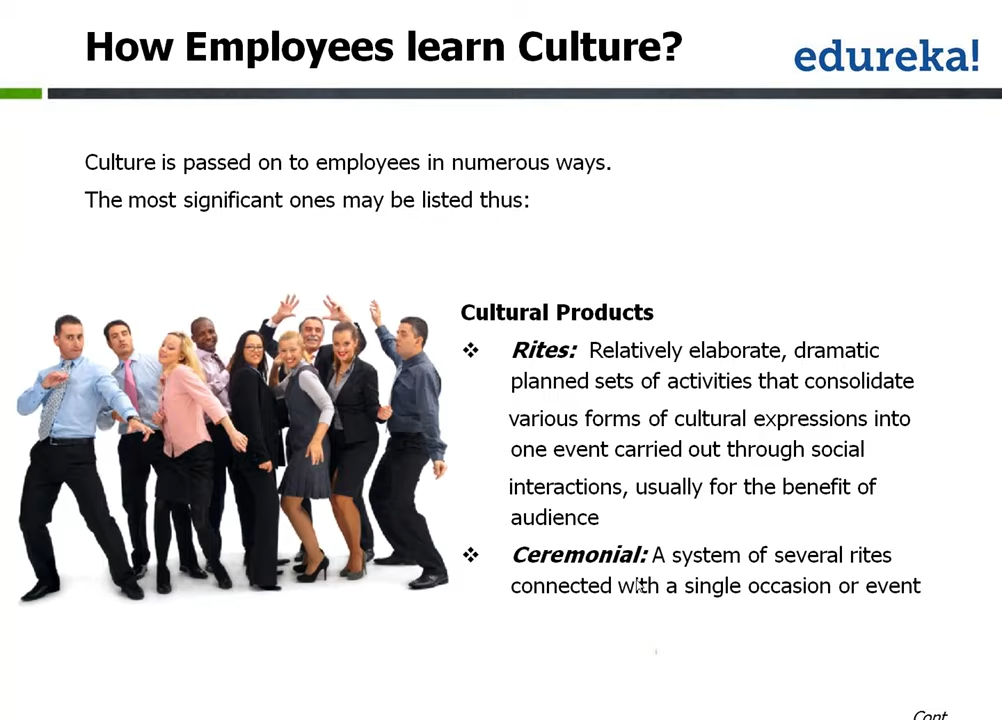 How Employees learn Culture?
edureka!
Culture is passed on to employees in numerous ways.
The most significant ones may be listed thus:
Cultural Products
❖ Rites: Relatively elaborate, dramatic
planned sets of activities that consolidate
various forms of cultural expressions into
one event carried out through social
interactions, usually for the benefit of
audience
❖ Ceremonial: A system of several rites
connected with a single occasion or event
Cont